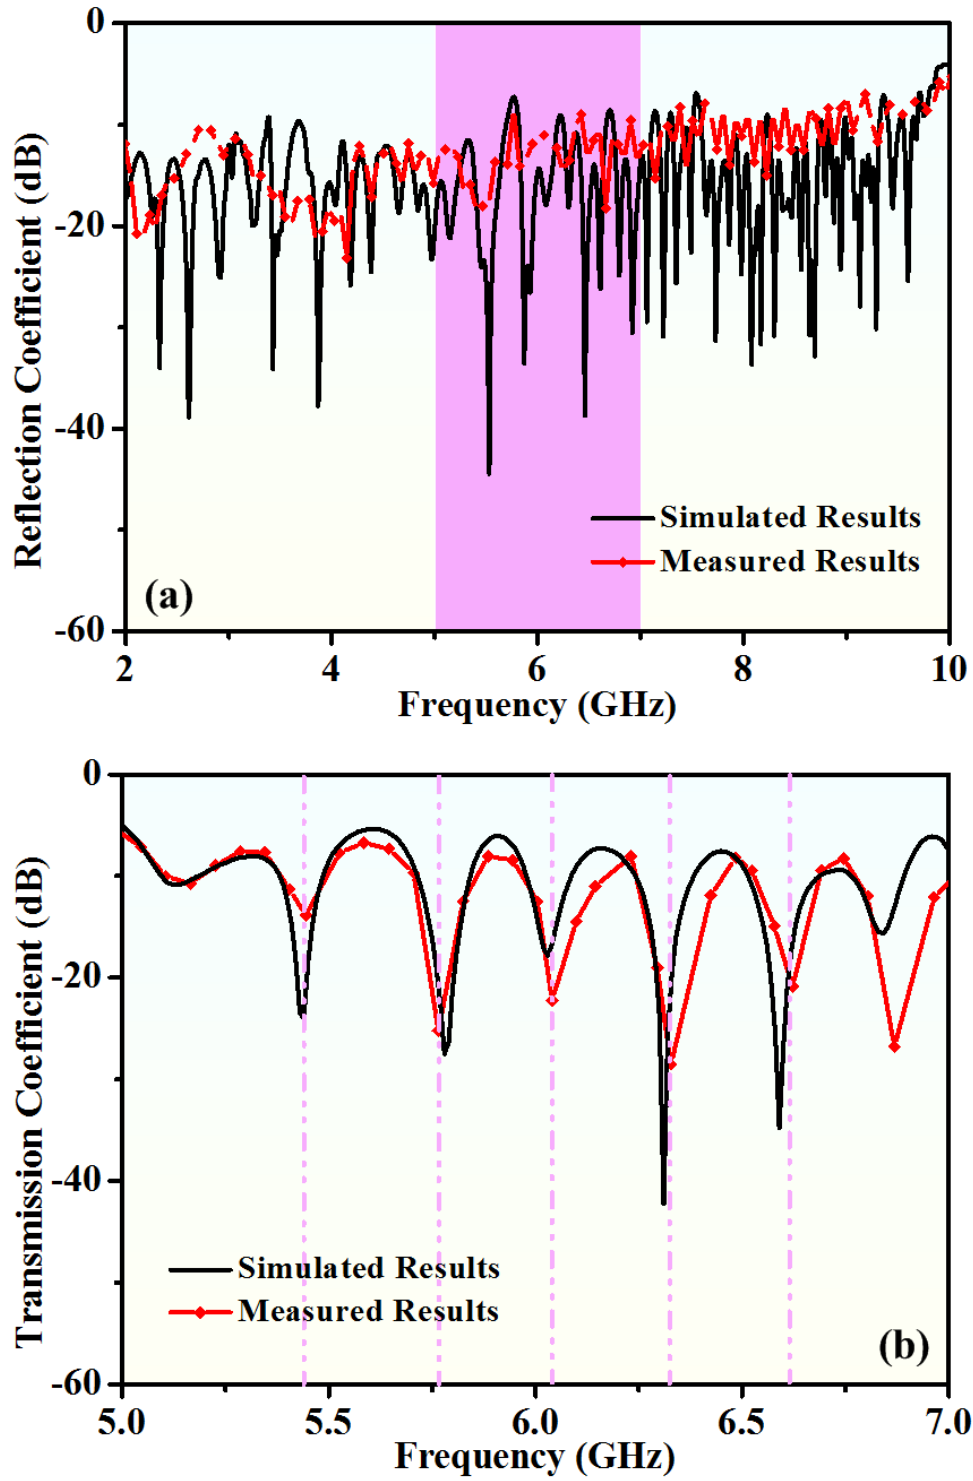 0
-20
-40
-60
Reflection Coefficient (dB)
Simulated Results
Measured Results
(a)
2
4
6
8
10
Frequency (GHz)
0
-20
-40
-60
Transmission Coefficient (dB)
Simulated Results
Measured Results
(b)
5.0
5.5
6.0
6.5
7.0
Frequency (GHz)